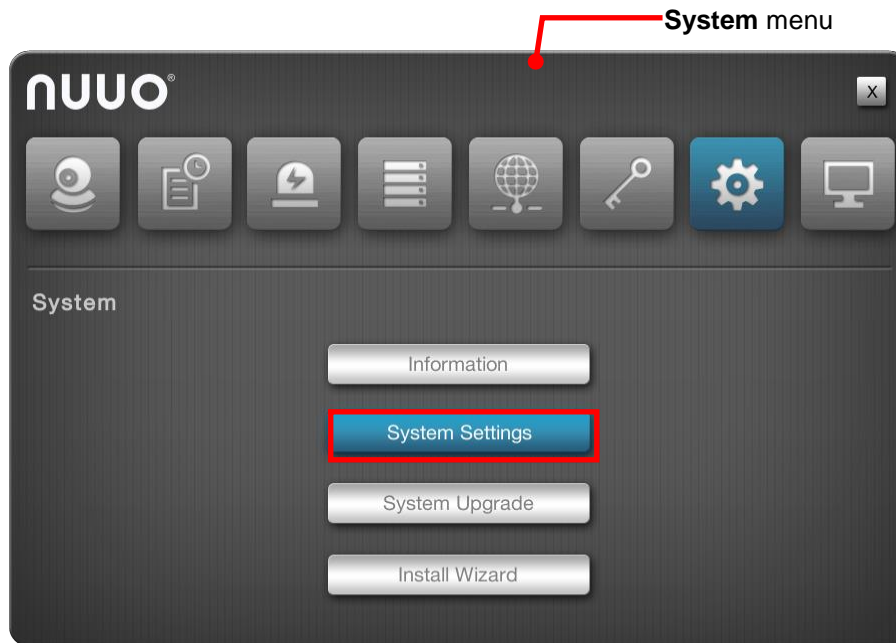 System menu
nuuo®
X
System
Information
System Settings
System Upgrade
Install Wizard